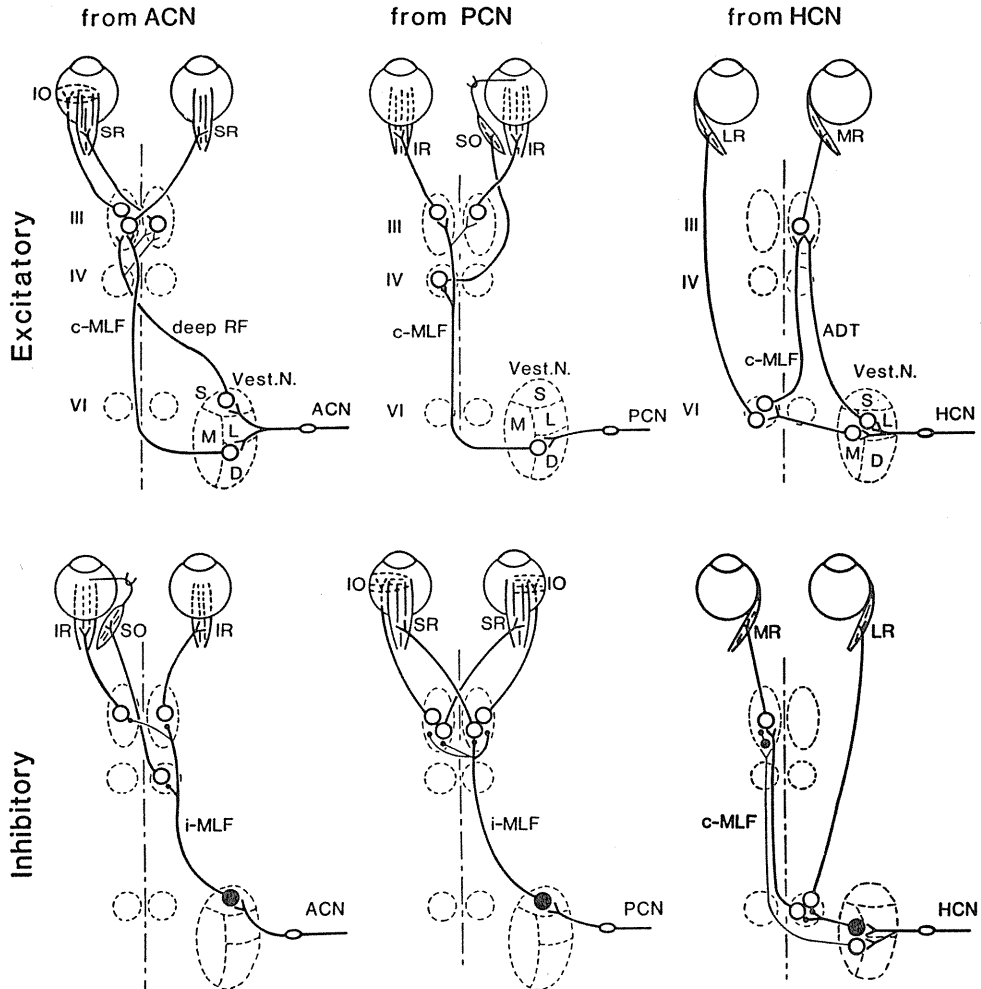 from ACN
from PCN
from HCN
Excitatory
IO
SR
SR
III
IV
c-MLF
deep RF
VI
Vest.N.
S
M
L
D
ACN
IR
SO
IR
III
IV
c-MLF
VI
Vest.N.
S
M
L
D
PCN
LR
MR
III
IV
c-MLF
ADT
VI
Vest.N.
S
L
M
D
HCN
Inhibitory
IR
SO
IR
i-MLF
ACN
IO
SR
SR
IO
i-MLF
PCN
MR
LR
c-MLF
HCN